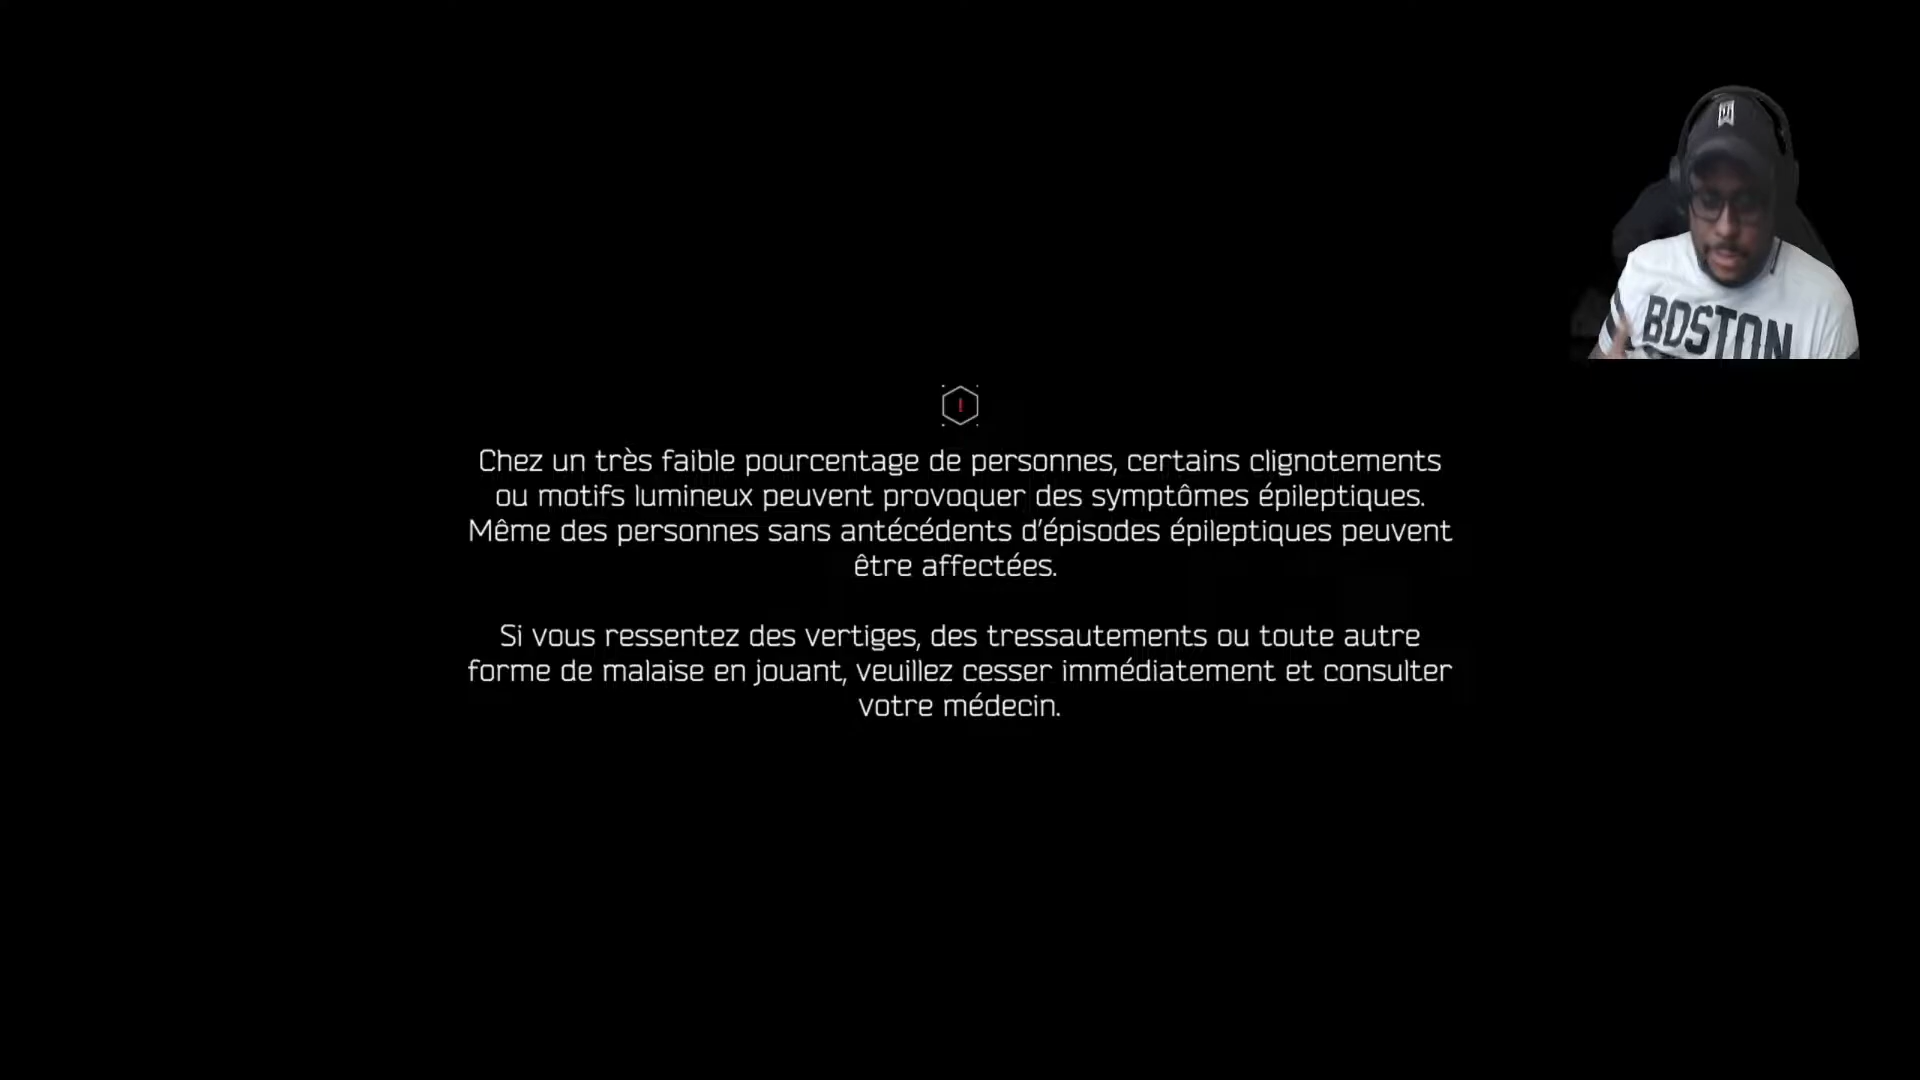 BOSTON
!
Chez un très faible pourcentage de personnes, certains clignotements
ou motifs lumineux peuvent provoquer des symptômes épileptiques.
Même des personnes sans antécédents d'épisodes épileptiques peuvent
être affectées.
Si vous ressentez des vertiges, des tressautements ou toute autre
forme de malaise en jouant, veuillez cesser immédiatement et consulter
votre médecin.